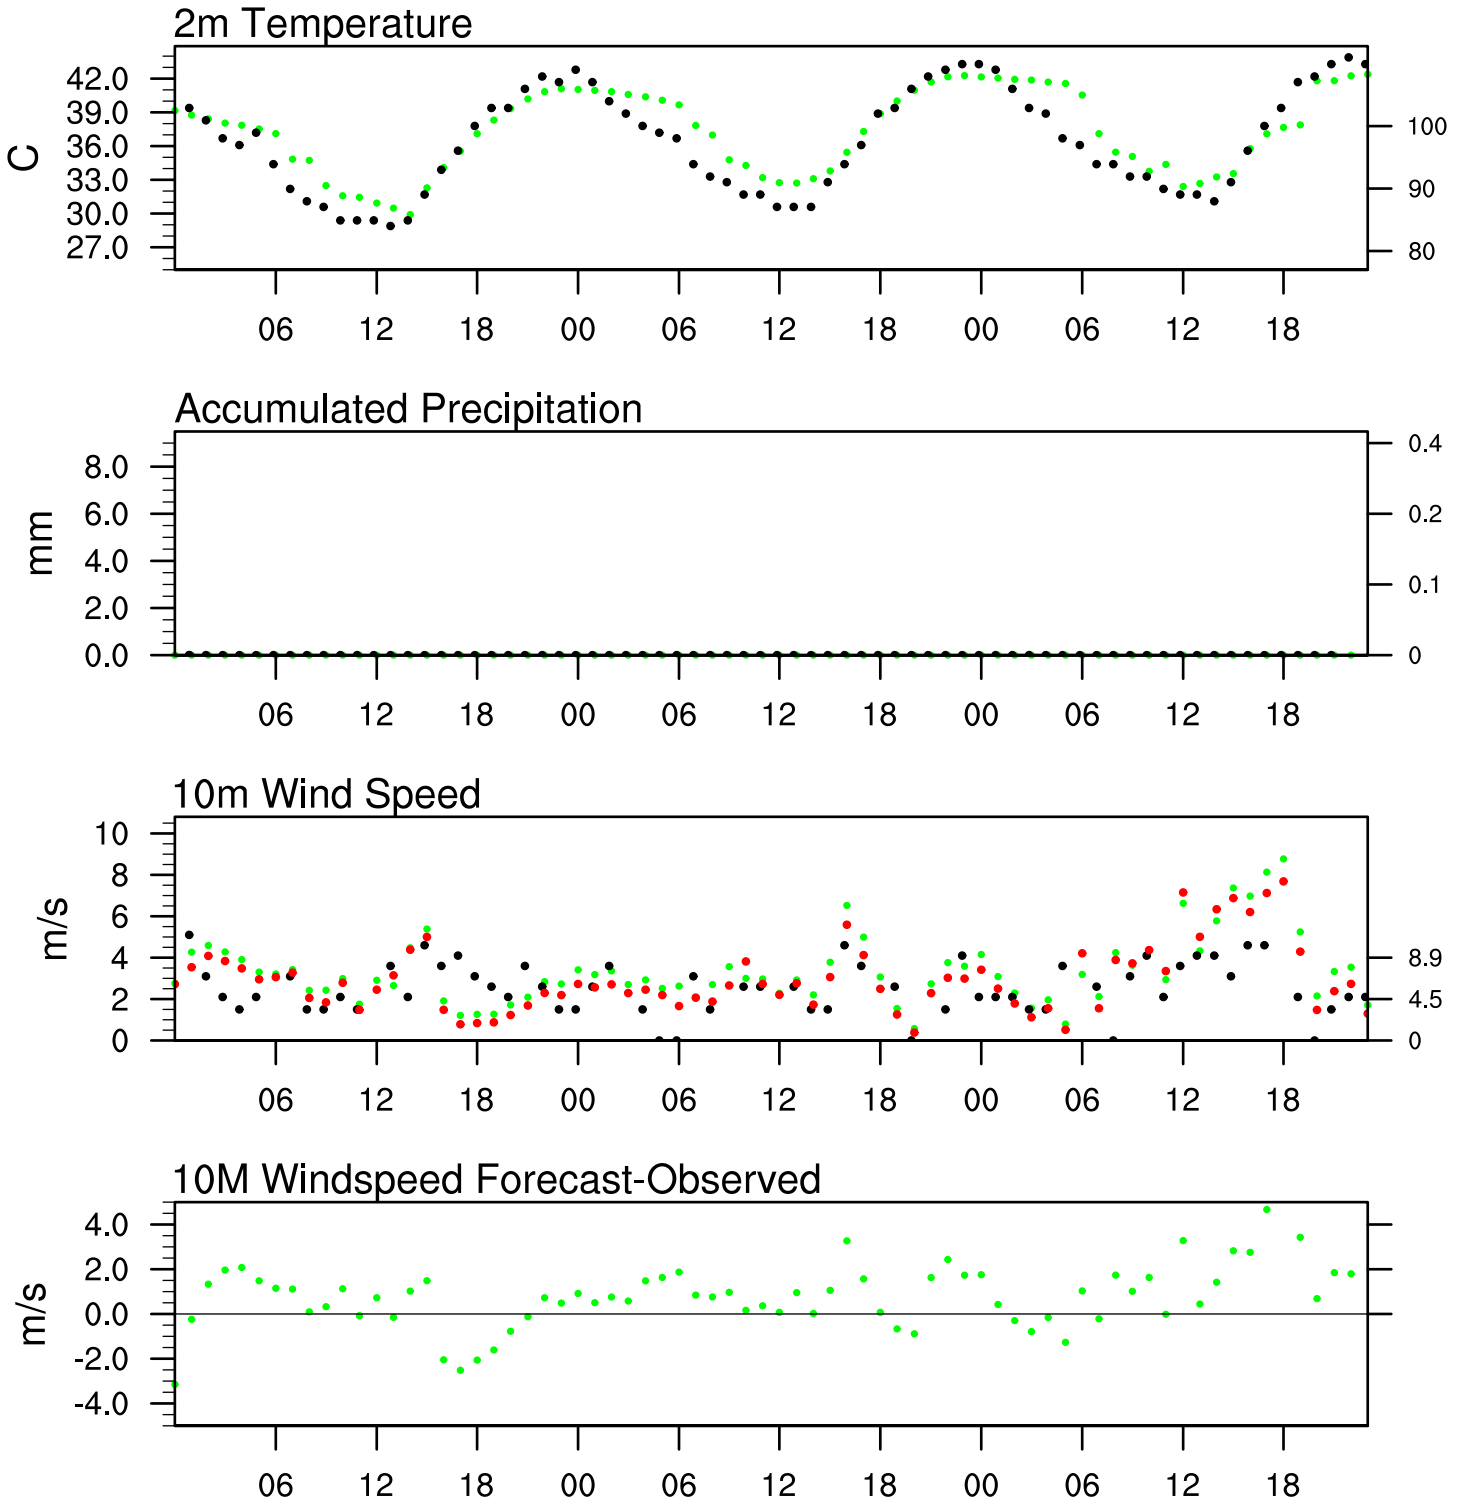 2m Temperature
C
42.0
39.0
36.0
33.0
30.0
27.0
100
90
80
06 12 18 00 06 12 18 00 06 12 18
Accumulated Precipitation
mm
8.0
6.0
4.0
2.0
0.0
0.4
0.2
0.1
0
06 12 18 00 06 12 18 00 06 12 18
10m Wind Speed
m/s
10
8
6
4
2
0
8.9
4.5
0
06 12 18 00 06 12 18 00 06 12 18
10M Windspeed Forecast-Observed
m/s
4.0
2.0
0.0
-2.0
-4.0
06 12 18 00 06 12 18 00 06 12 18